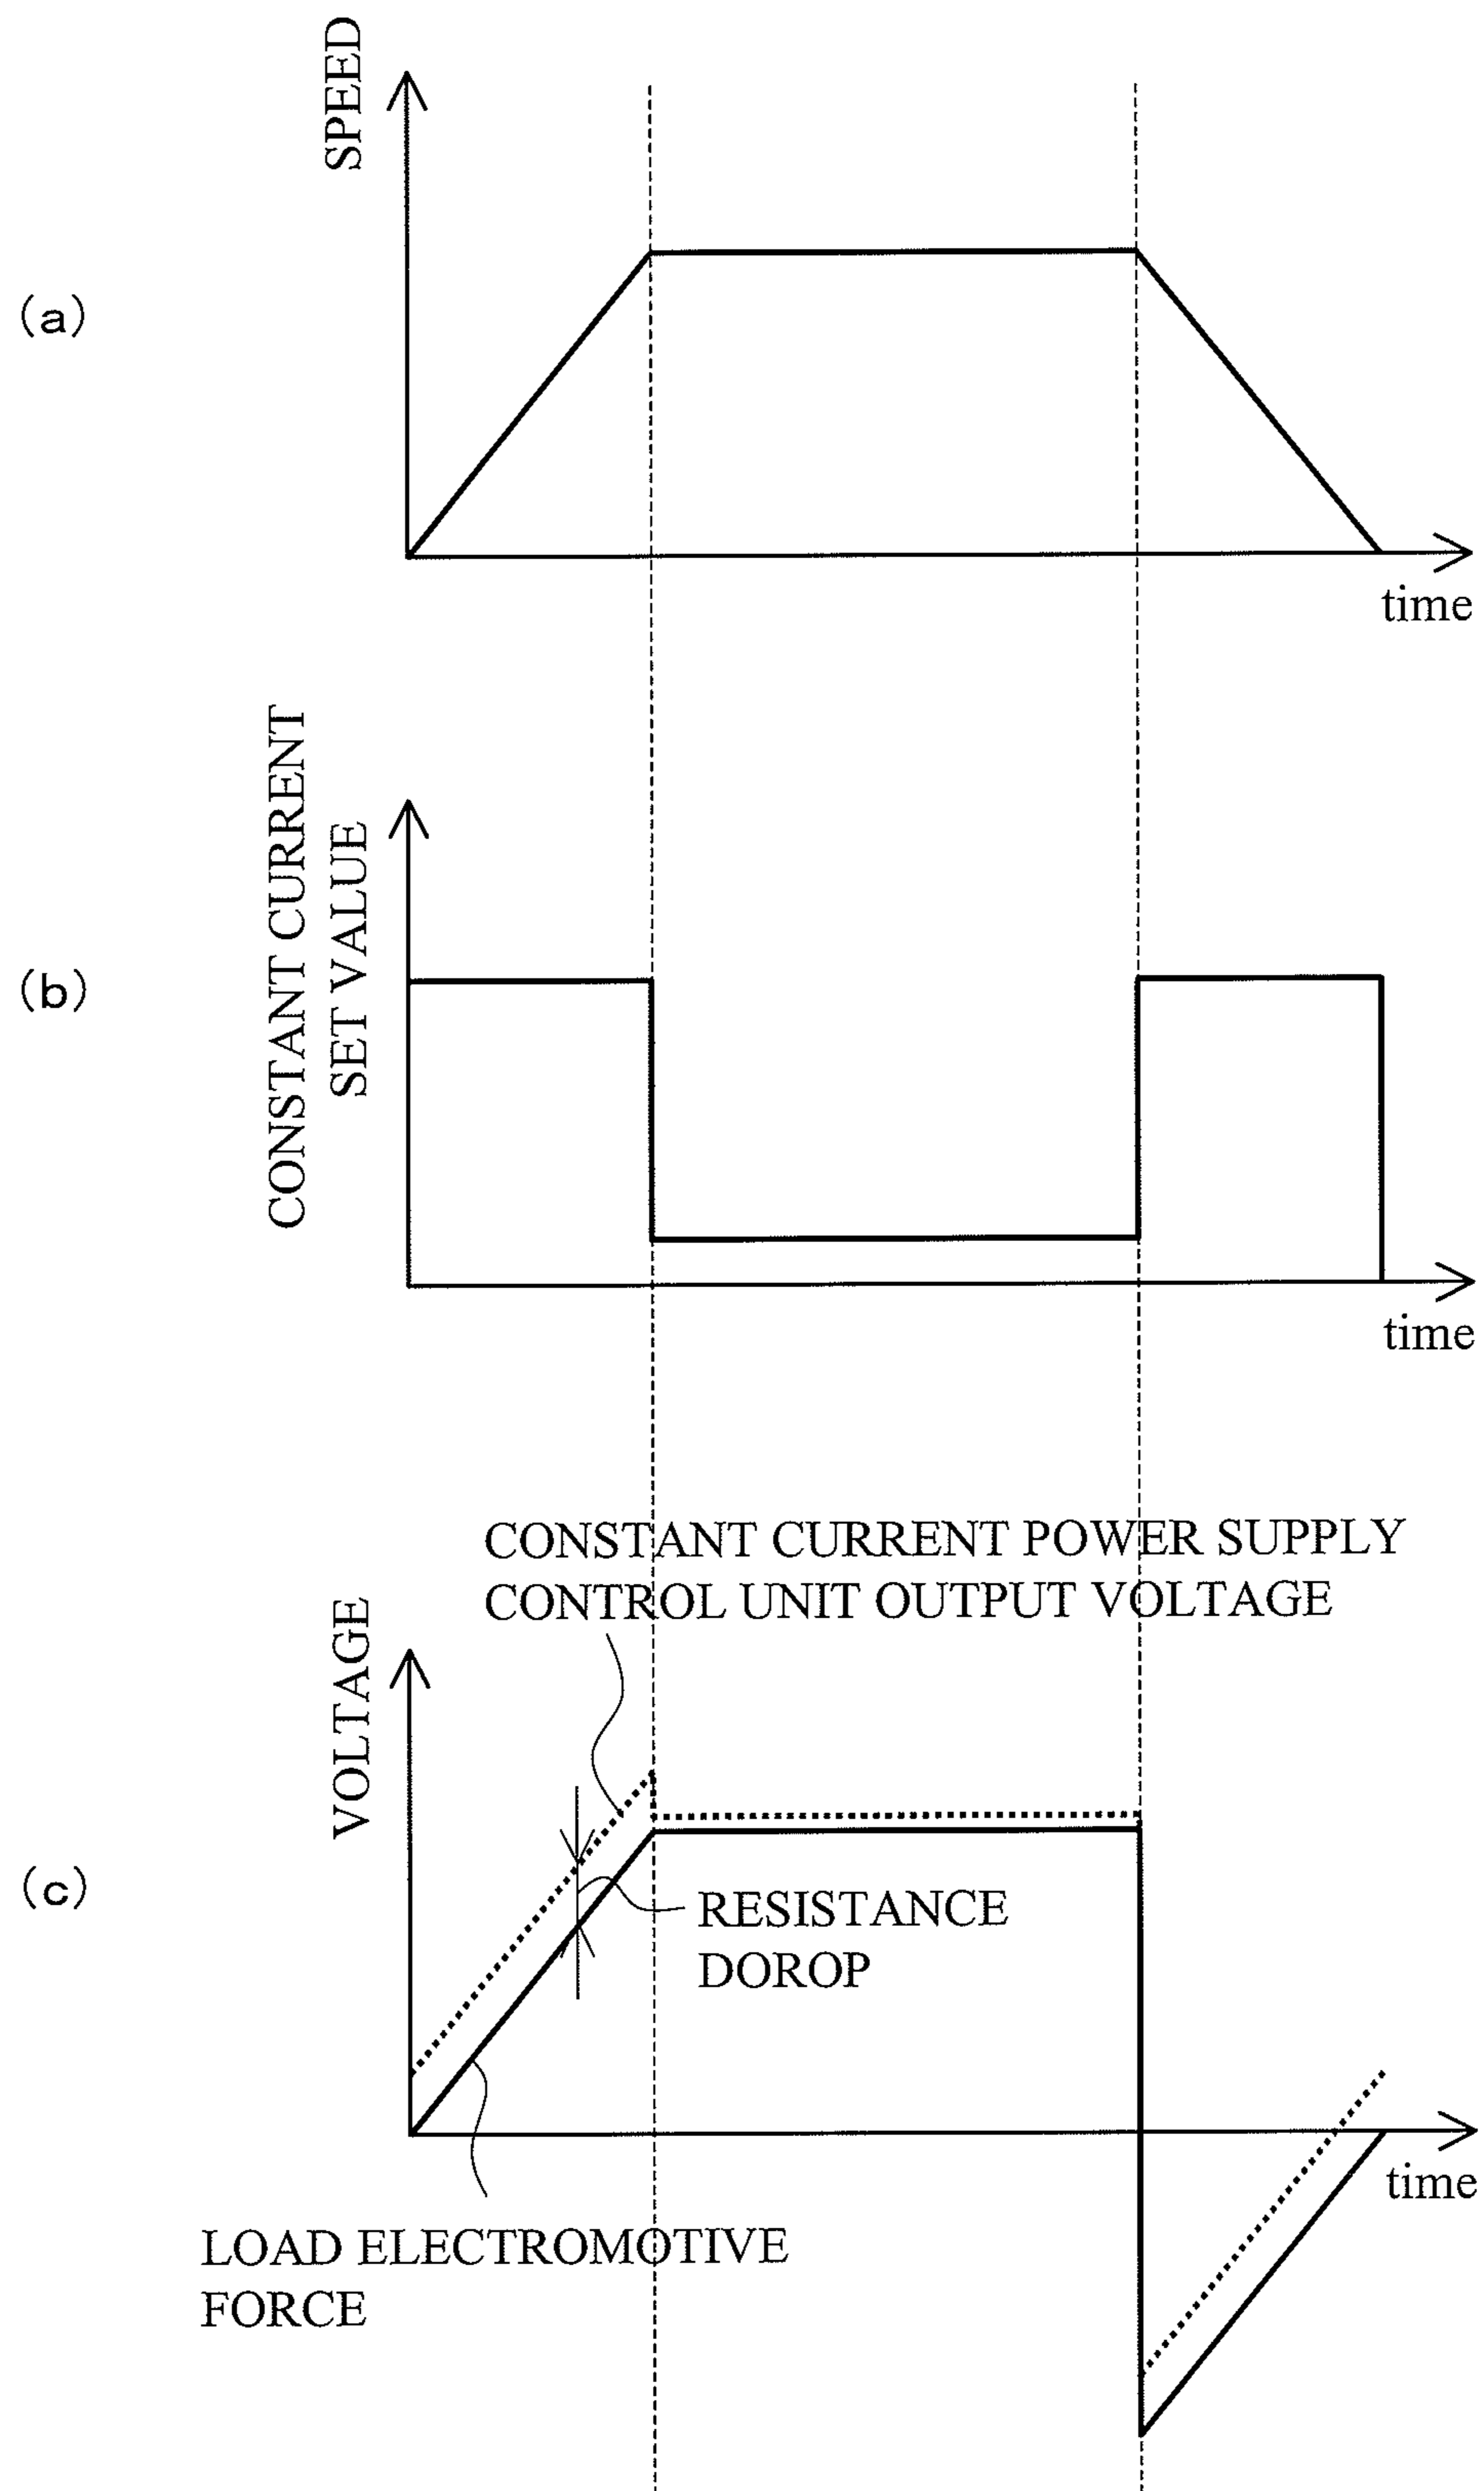 SPEED
(a)
time
CONSTANT CURRENT
SET VALUE
(b)
time
CONSTANT CURRENT POWER SUPPLY
CONTROL UNIT OUTPUT VOLTAGE
VOLTAGE
(c)
RESISTANCE
DOROP
time
LOAD ELECTROMOTIVE
FORCE